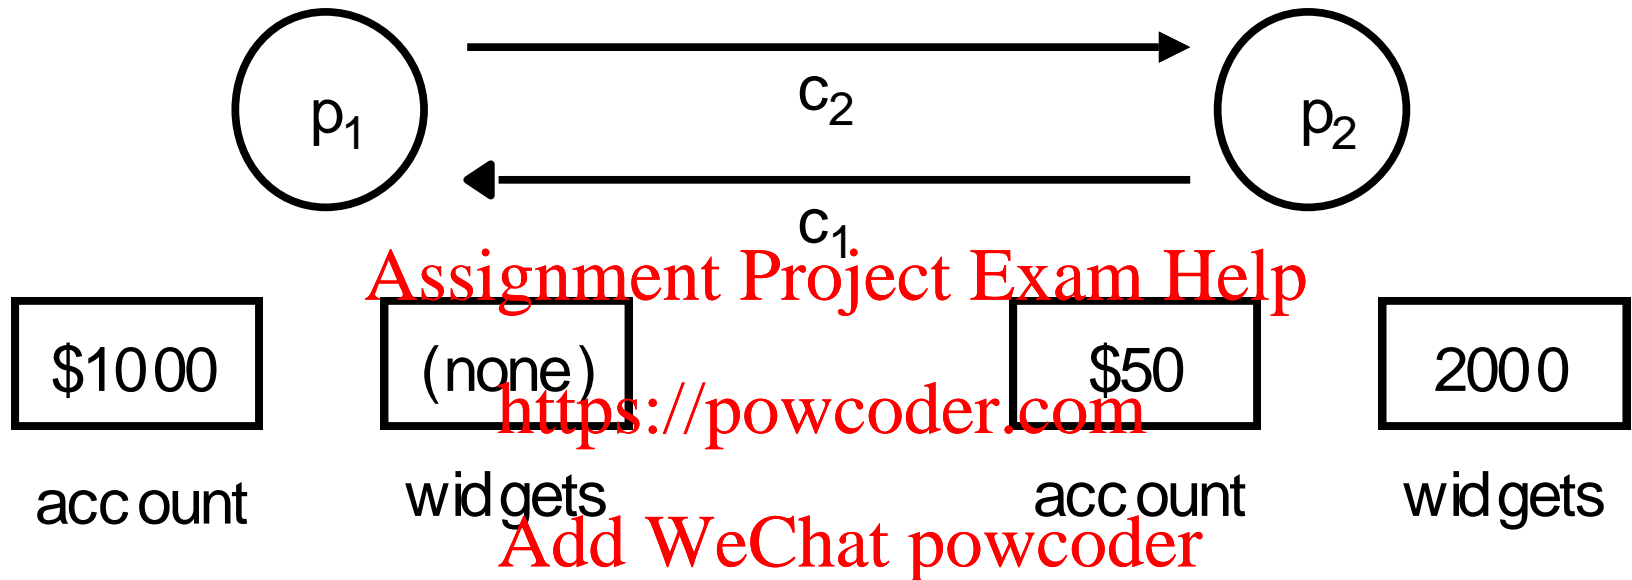 p1 c2 p2
c1
Assignment Project Exam Help
$1000 (none) $50 2000
https://powcoder.com
account widgets account widgets
Add WeChat powcoder